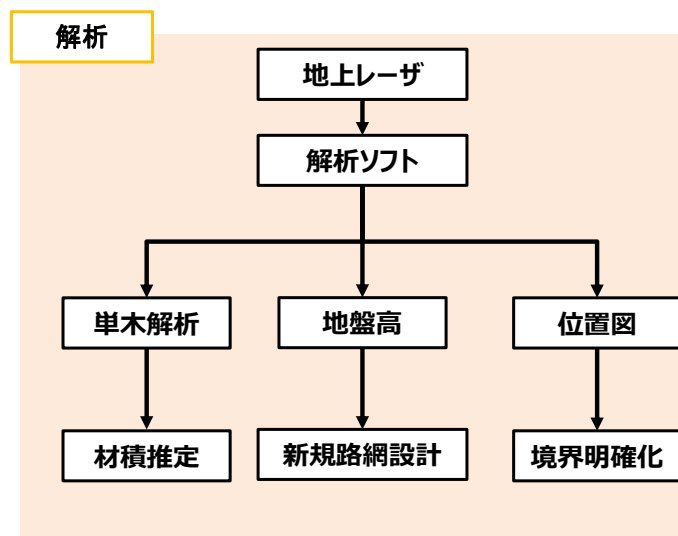 解析
地上レーザ
解析ソフト
単木解析
地盤高
位置図
材積推定
新規路網設計
境界明確化